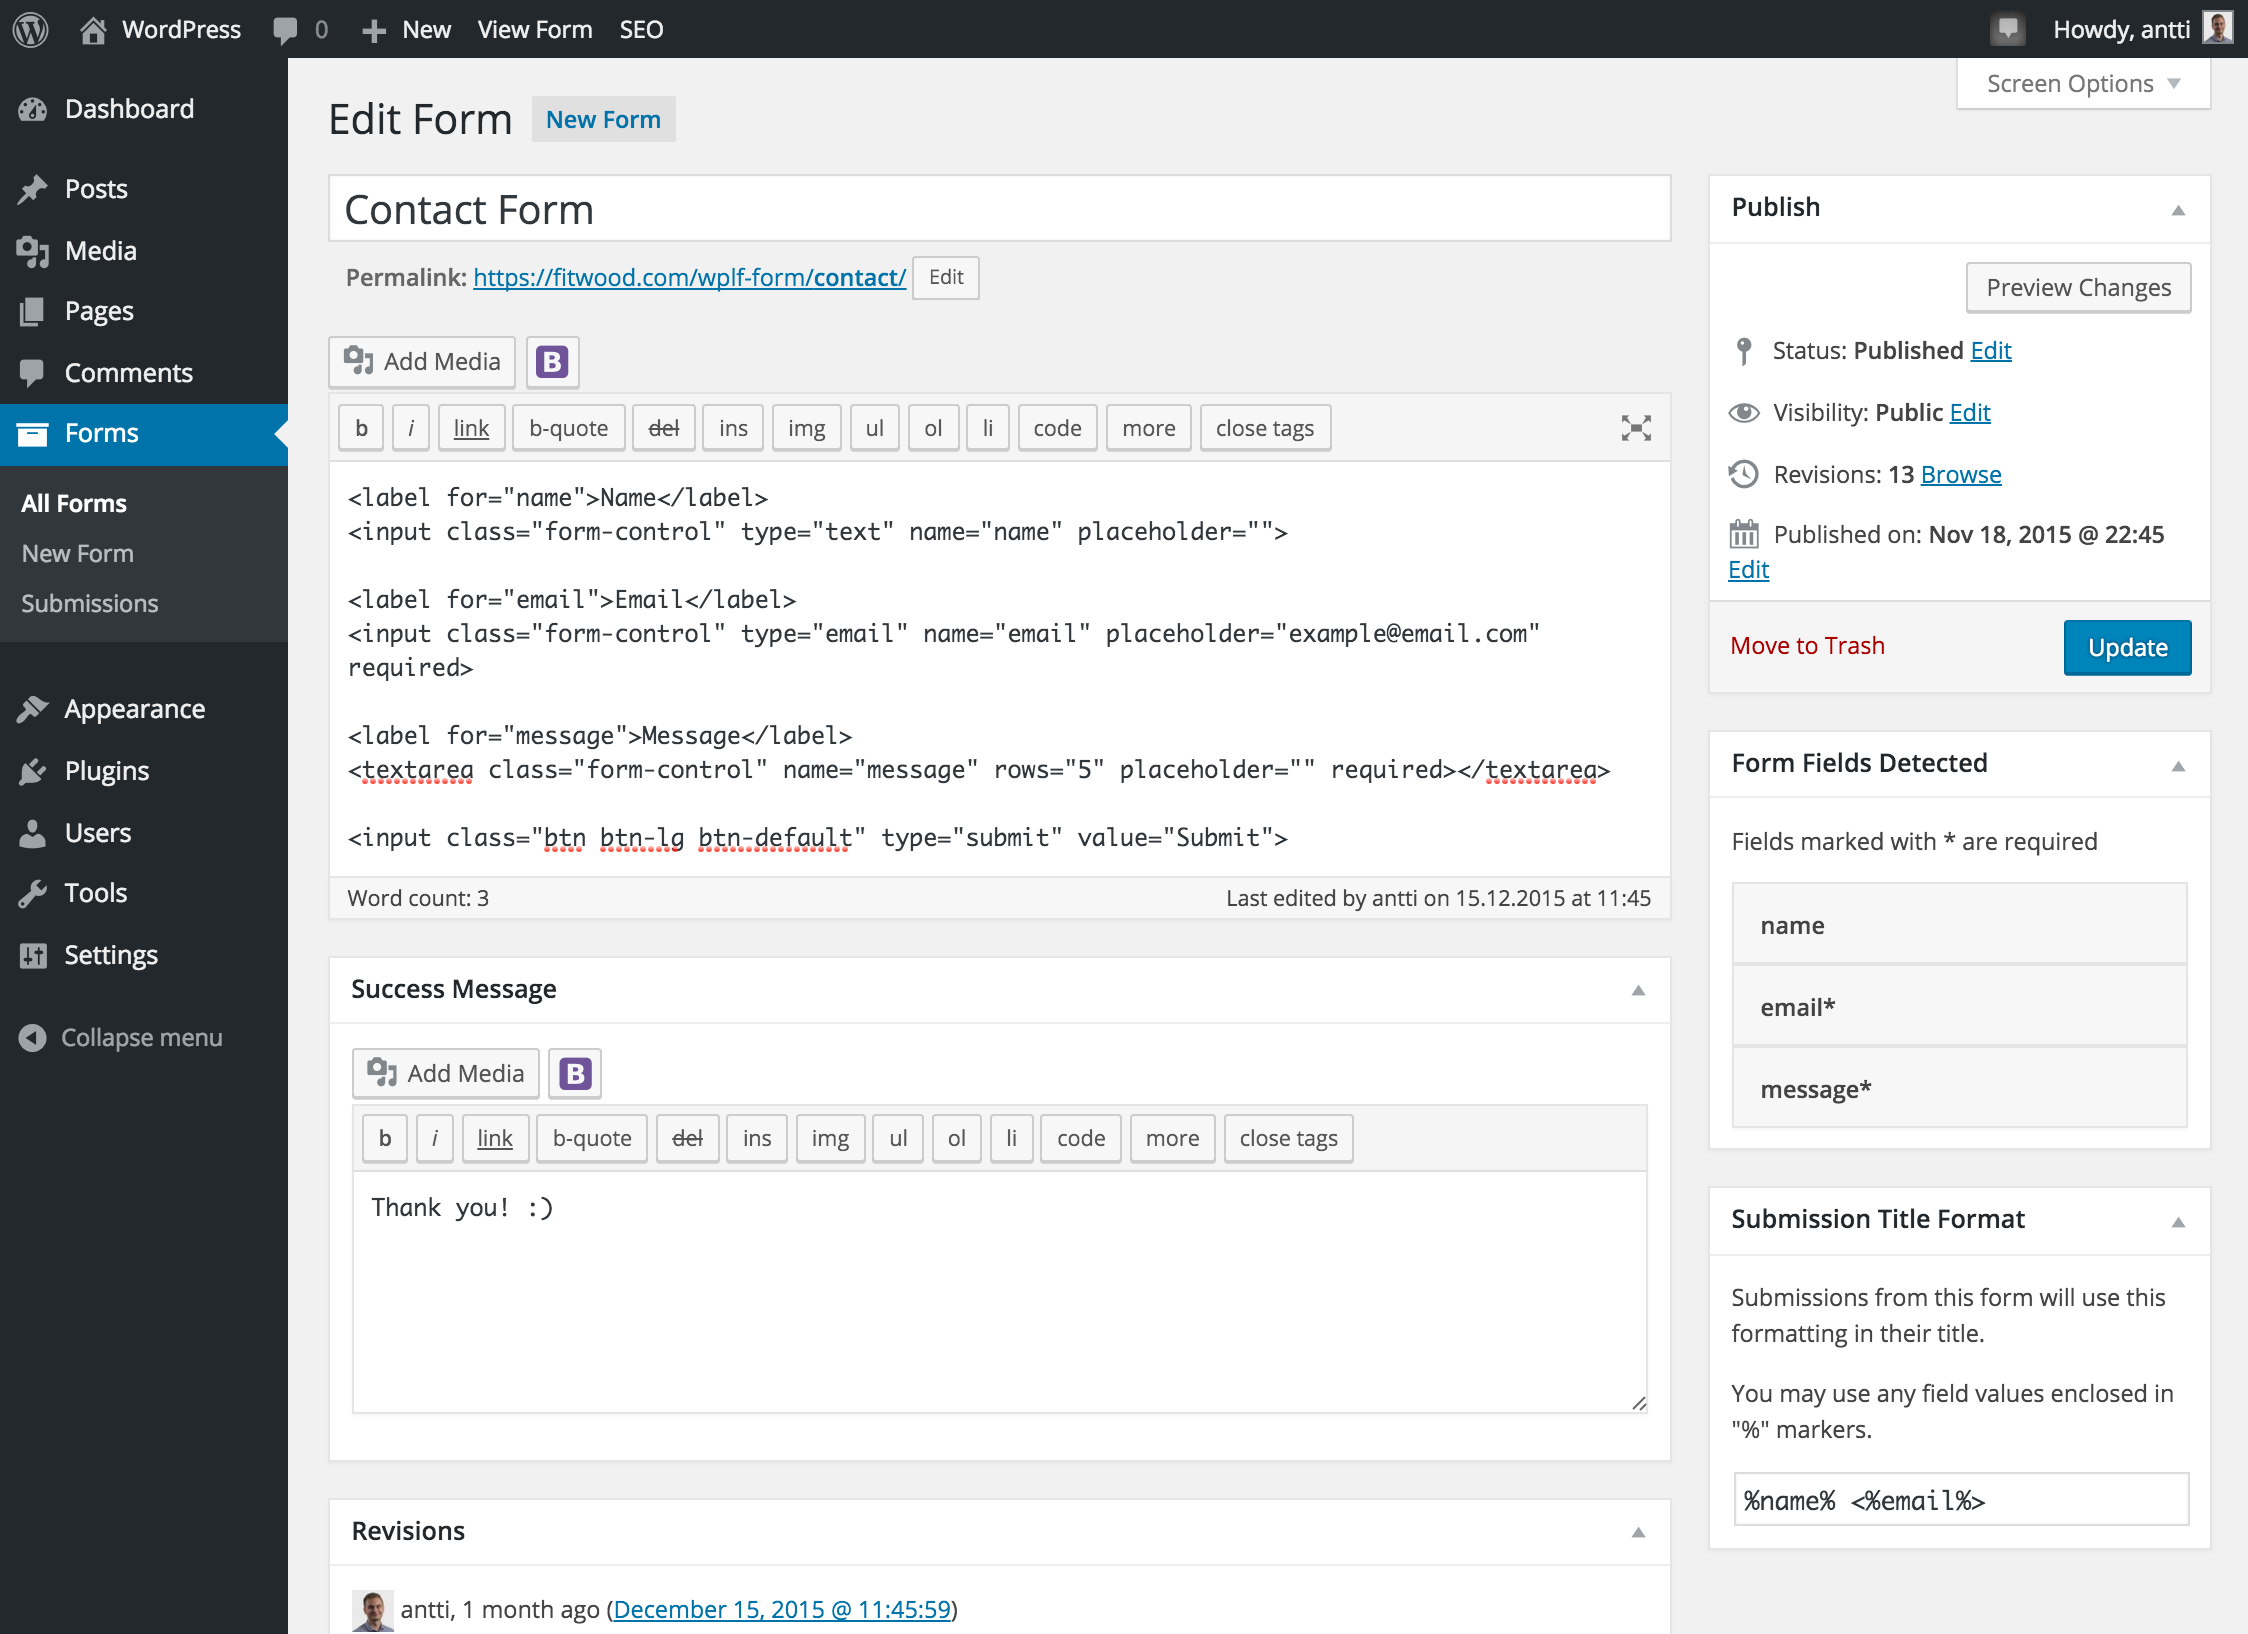 WordPress 0 New View Form SEO Howdy, antti
Screen Options
Dashboard
Posts
Media
Pages
Comments
Forms
All Forms
New Form
Submissions
Appearance
Plugins
Users
Tools
Settings
Collapse menu
Edit Form New Form
Contact Form
Permalink: https://fitwood.com/wplf-form/contact/ Edit
Add Media B
b i link b-quote del ins img ul ol li code more close tags
<label for="name">Name</label>
<input class="form-control" type="text" name="name" placeholder="">
<label for="email">Email</label>
<input class="form-control" type="email" name="email" placeholder="example@email.com"
required>
<label for="message">Message</label>
<textarea class="form-control" name="message" rows="5" placeholder="" required></textarea>
<input class="btn btn-lg btn-default" type="submit" value="Submit">
Word count: 3 Last edited by antti on 15.12.2015 at 11:45
Success Message
Add Media B
b i link b-quote del ins img ul ol li code more close tags
Thank you! :)
Revisions
antti, 1 month ago (December 15, 2015 @ 11:45:59)
Publish
Preview Changes
Status: Published Edit
Visibility: Public Edit
Revisions: 13 Browse
Published on: Nov 18, 2015 @ 22:45
Edit
Move to Trash Update
Form Fields Detected
Fields marked with * are required
name
email*
message*
Submission Title Format
Submissions from this form will use this
formatting in their title.
You may use any field values enclosed in
"%" markers.
%name% <%email%>